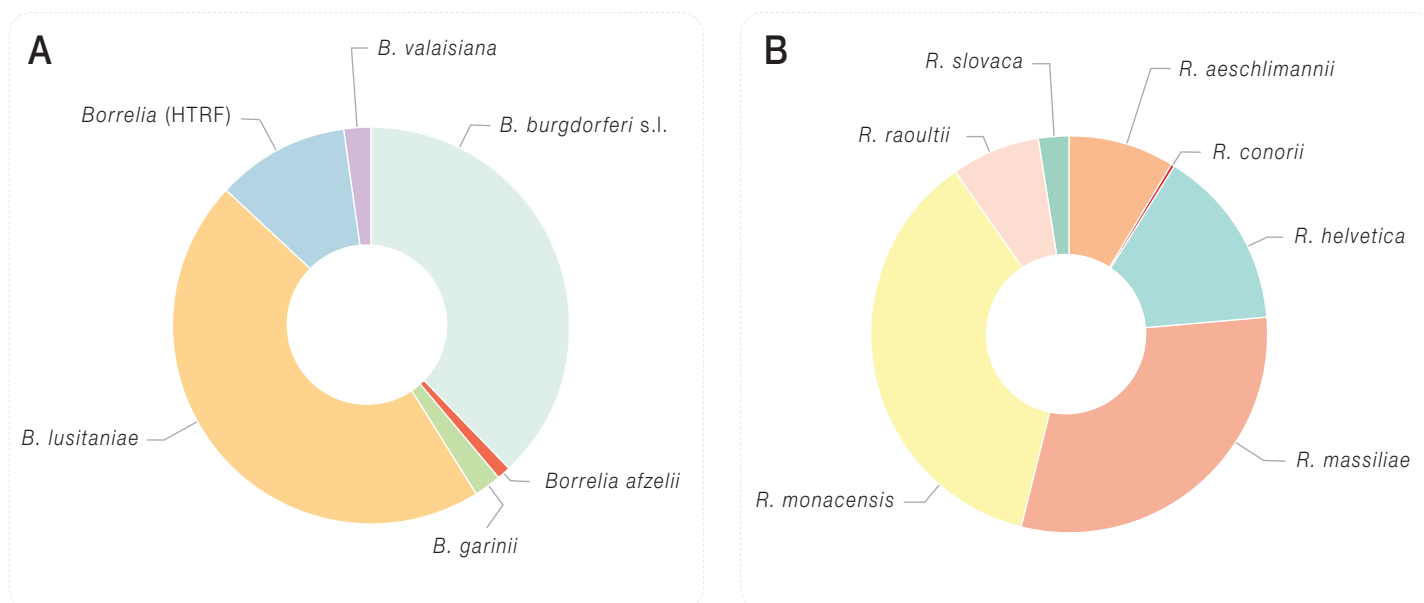 A
B. valaisiana
Borrelia (HTRF)
B. burgdorferi s.l.
B. lusitaniae
Borrelia afzelii
B. garinii
B
R. slovaca
R. aeschlimannii
R. raoultii
R. conorii
R. helvetica
R. massiliae
R. monacensis